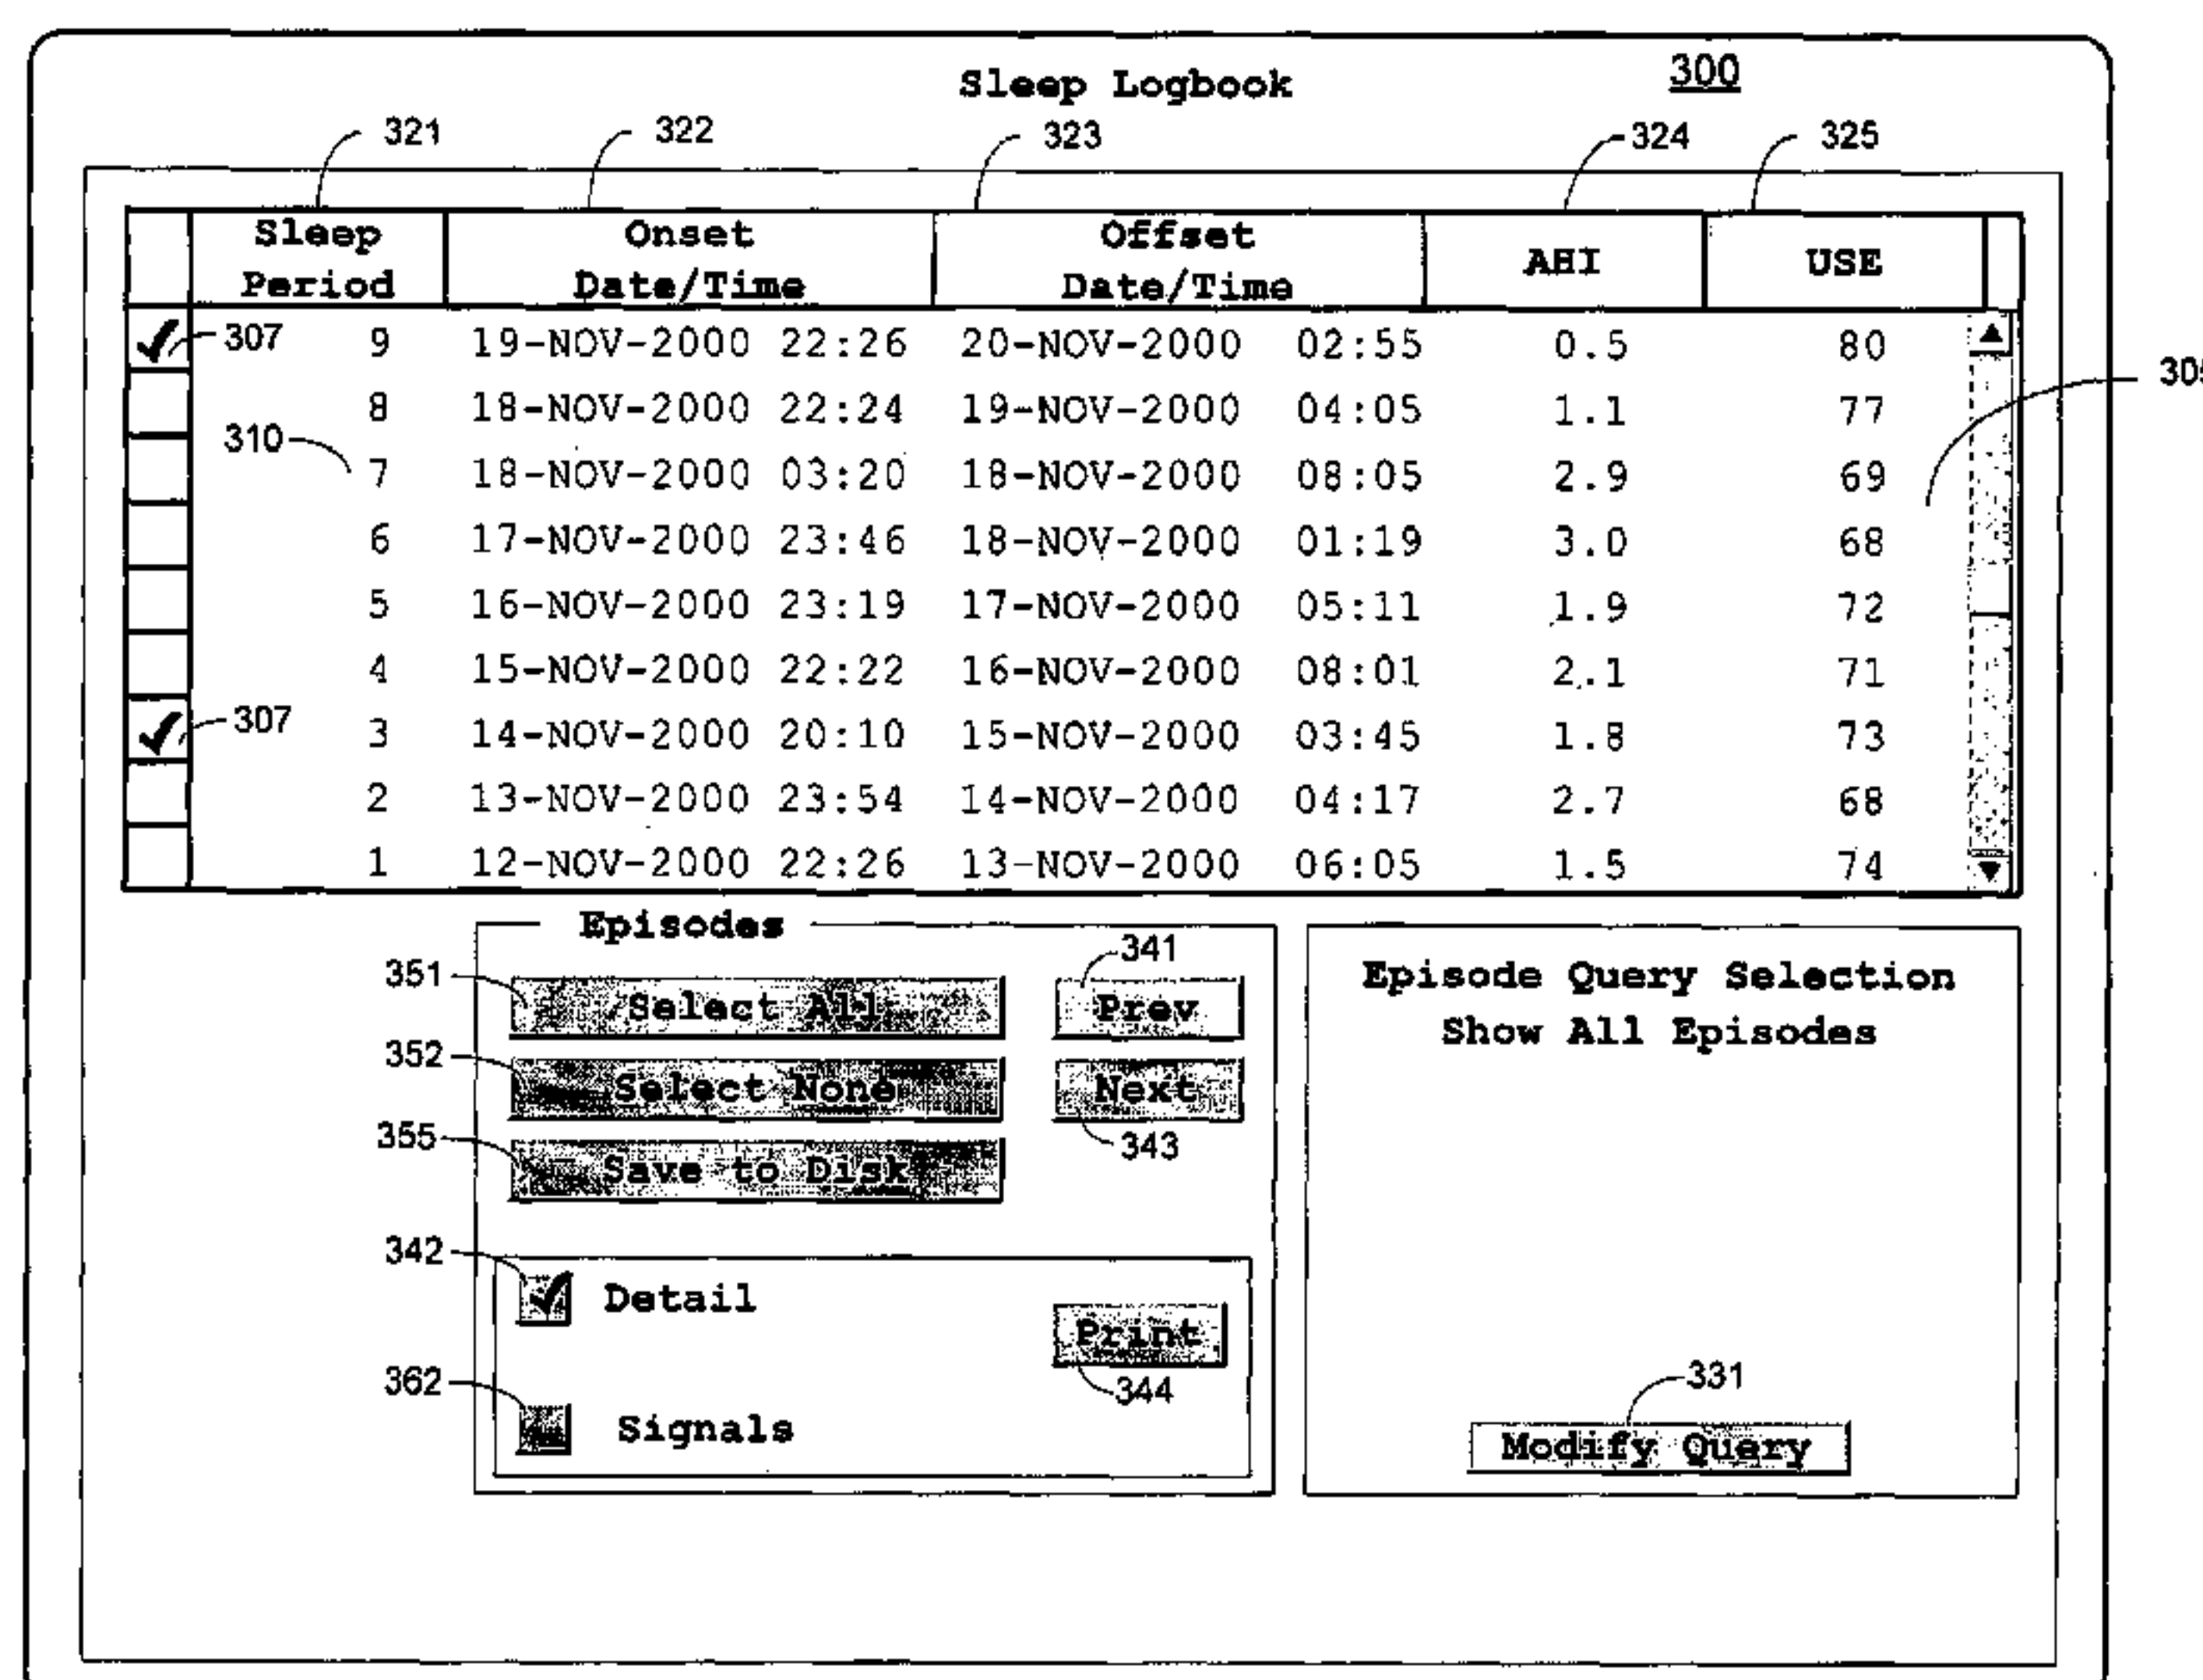 Sleep Logbook 300
321 322 323 324 325
Sleep Period Onset Date/Time Offset Date/Time AHI USE
307 9 19-NOV-2000 22:26 20-NOV-2000 02:55 0.5 80
305
8 18-NOV-2000 22:24 19-NOV-2000 04:05 1.1 77
310 7 18-NOV-2000 03:20 18-NOV-2000 08:05 2.9 69
6 17-NOV-2000 23:46 18-NOV-2000 01:19 3.0 68
5 16-NOV-2000 23:19 17-NOV-2000 05:11 1.9 72
4 15-NOV-2000 22:22 16-NOV-2000 08:01 2.1 71
307 3 14-NOV-2000 20:10 15-NOV-2000 03:45 1.8 73
2 13-NOV-2000 23:54 14-NOV-2000 04:17 2.7 68
1 12-NOV-2000 22:26 13-NOV-2000 06:05 1.5 74
Episodes
351 Select All 341 Prev
352 Select None Next 343
355 Save to Disk
342 Detail
Print 344
362 Signals
Episode Query Selection
Show All Episodes
331
Modify Query